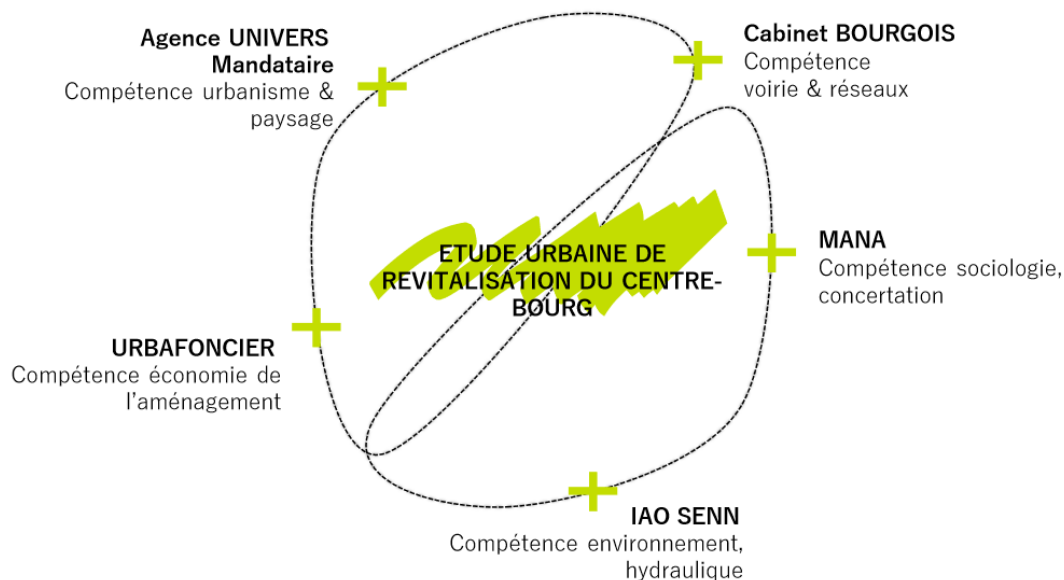 Agence UNIVERS
Mandataire
Compétence urbanisme &
paysage
Cabinet BOURGOIS
Compétence
voirie & réseaux
ETUDE URBAINE DE
REVITALISATION DU CENTRE-
BOURG
MANA
Compétence sociologie,
concertation
URBAFONCIER
Compétence économie de
l'aménagement
IAO SENN
Compétence environnement,
hydraulique